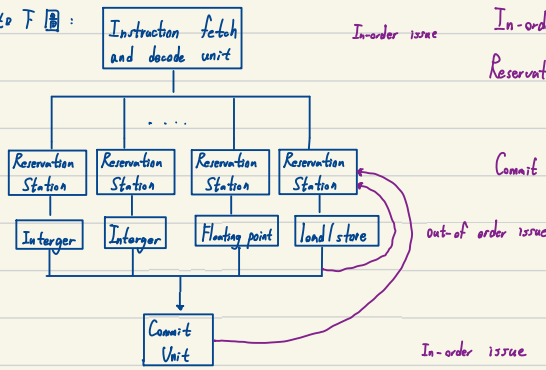 如下圖:
Instruction fetch
and decode unit
In-order issue
In-ord
Reservat
. . . .
Reservation
Station
Reservation
Station
Reservation
Station
Reservation
Station
Commit
Interger
Interger
Floating point
load/store
out-of order issue
Commit
Unit
In-order issue